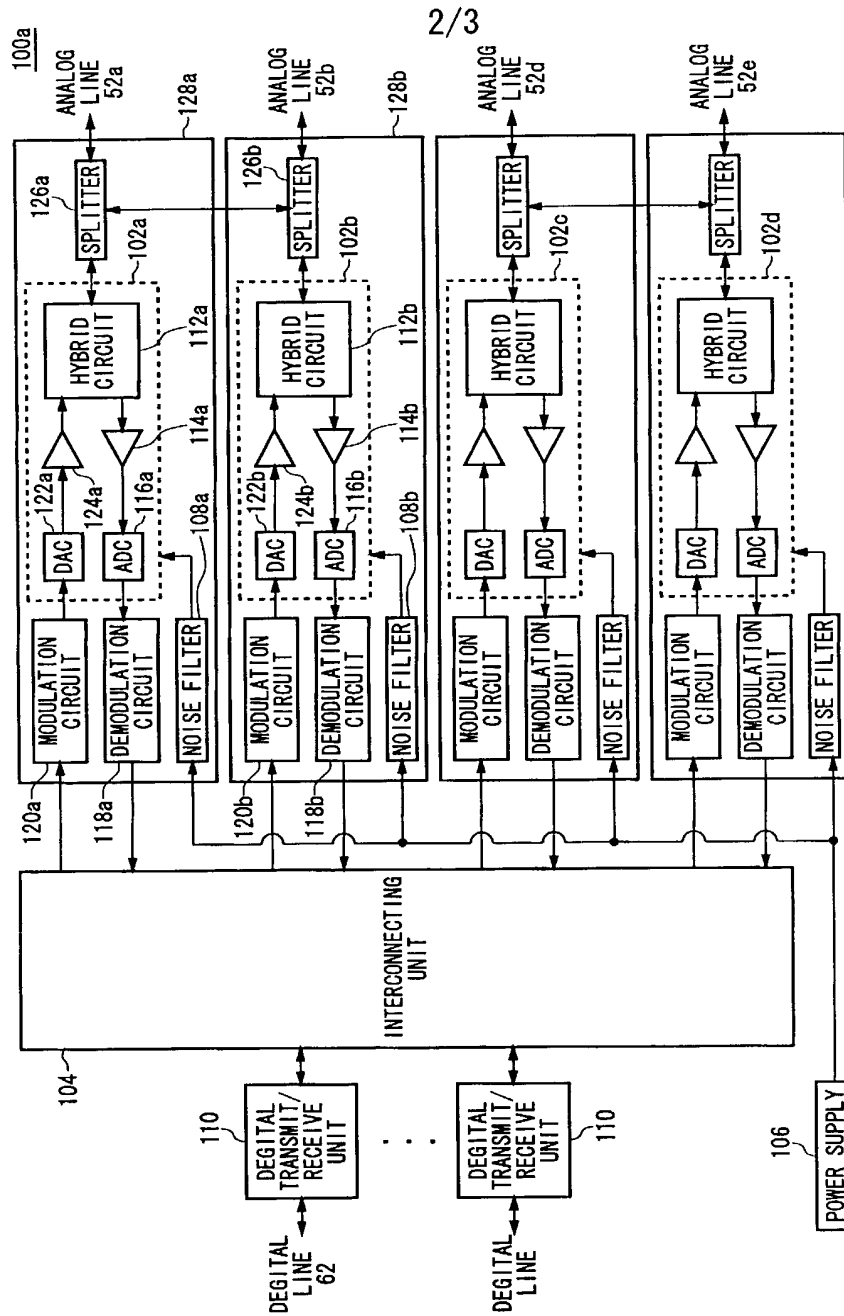 2/3
100a
ANALOG
LINE
52a
128a
126a
SPLITTER
102a
HYBRID
CIRCUIT
112a
114a
122a
DAC
124a
116a
ADC
108a
MODULATION
CIRCUIT
DEMODULATION
CIRCUIT
NOISE FILTER
120a
118a
ANALOG
LINE
52b
128b
126b
SPLITTER
102b
HYBRID
CIRCUIT
112b
114b
122b
DAC
124b
116b
ADC
108b
MODULATION
CIRCUIT
DEMODULATION
CIRCUIT
NOISE FILTER
120b
118b
ANALOG
LINE
52d
SPLITTER
102c
HYBRID
CIRCUIT
DAC
ADC
MODULATION
CIRCUIT
DEMODULATION
CIRCUIT
NOISE FILTER
ANALOG
LINE
52e
SPLITTER
102d
HYBRID
CIRCUIT
DAC
ADC
MODULATION
CIRCUIT
DEMODULATION
CIRCUIT
NOISE FILTER
INTERCONNECTING
UNIT
104
110
DEGITAL
TRANSMIT/
RECEIVE
UNIT
DEGITAL
LINE
62
. . .
DEGITAL
TRANSMIT/
RECEIVE
UNIT
110
DEGITAL
LINE
106
POWER SUPPLY